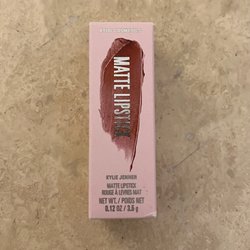 MATTE LIPSTICK
KYLIE JENNER
MATTE LIPSTICK
ROUGE À LÈVRES MAT
NET WT. / POIDS NET
0.12 OZ / 3.5 g